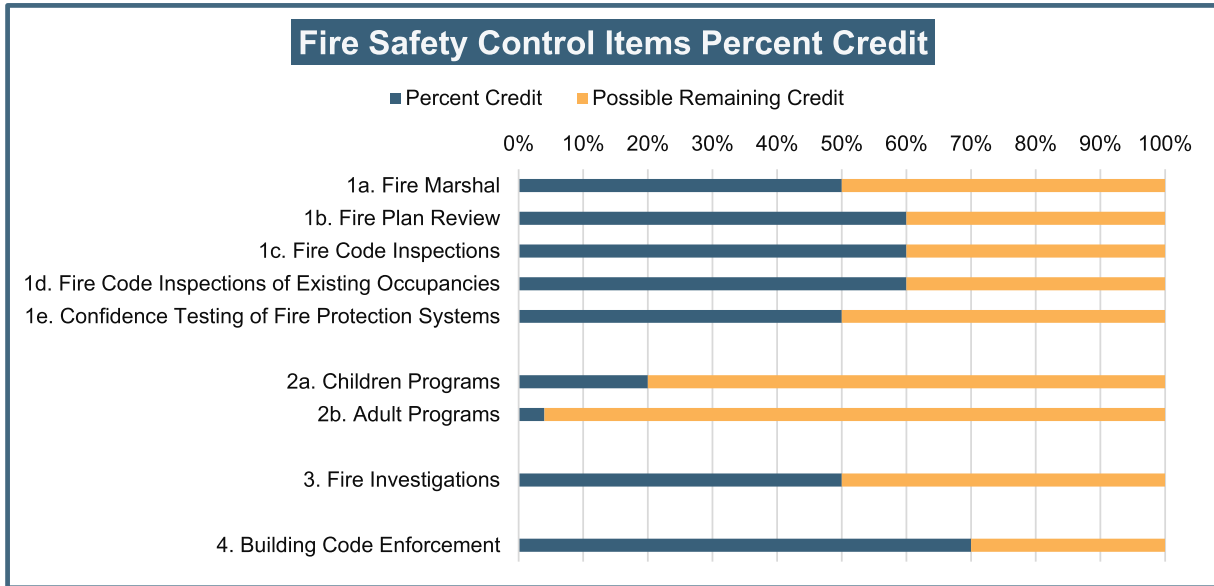 Fire Safety Control Items Percent Credit
Percent Credit Possible Remaining Credit
0% 10% 20% 30% 40% 50% 60% 70% 80% 90% 100%
1a. Fire Marshal
1b. Fire Plan Review
1c. Fire Code Inspections
1d. Fire Code Inspections of Existing Occupancies
1e. Confidence Testing of Fire Protection Systems
2a. Children Programs
2b. Adult Programs
3. Fire Investigations
4. Building Code Enforcement